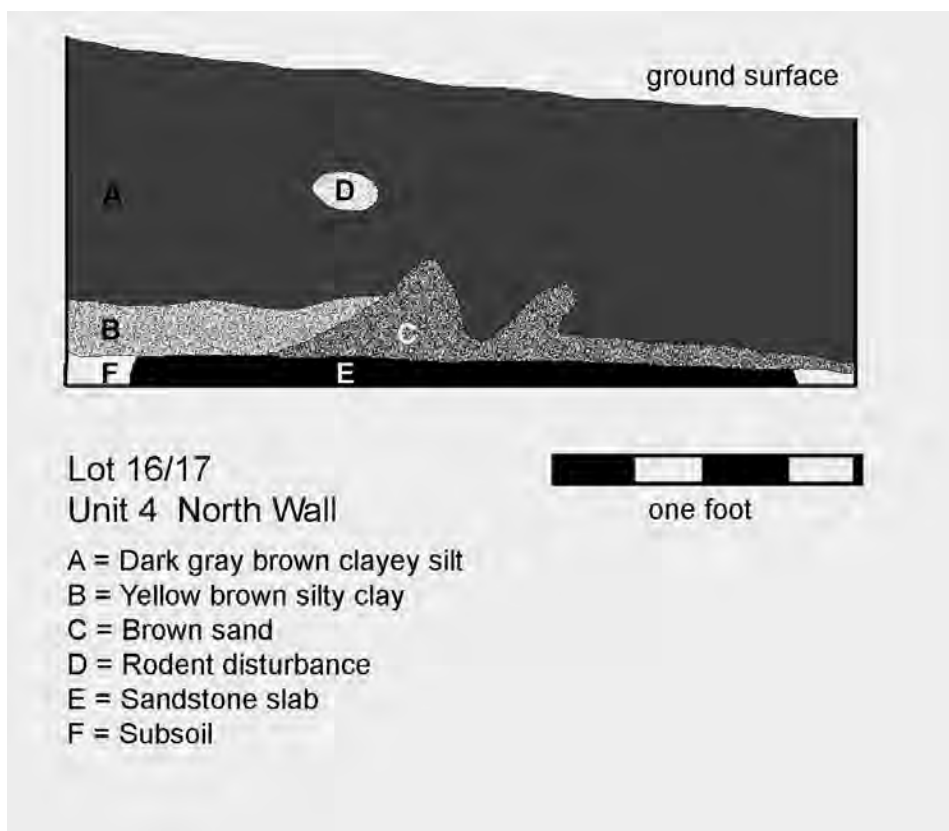 ground surface
A
D
B
C
F
E
Lot 16/17
Unit 4 North Wall
one foot
A = Dark gray brown clayey silt
B = Yellow brown silty clay
C = Brown sand
D = Rodent disturbance
E = Sandstone slab
F = Subsoil